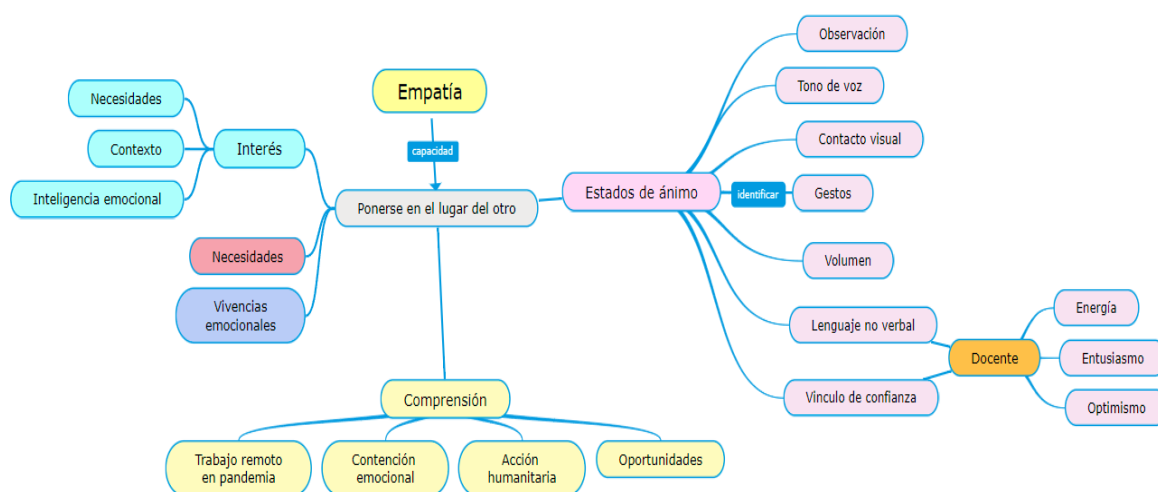 Empatía
capacidad
Ponerse en el lugar del otro
Interés
Necesidades
Contexto
Inteligencia emocional
Necesidades
Vivencias
emocionales
Comprensión
Trabajo remoto
en pandemia
Contención
emocional
Acción
humanitaria
Oportunidades
Estados de ánimo
identificar
Observación
Tono de voz
Contacto visual
Gestos
Volumen
Lenguaje no verbal
Vinculo de confianza
Docente
Energía
Entusiasmo
Optimismo